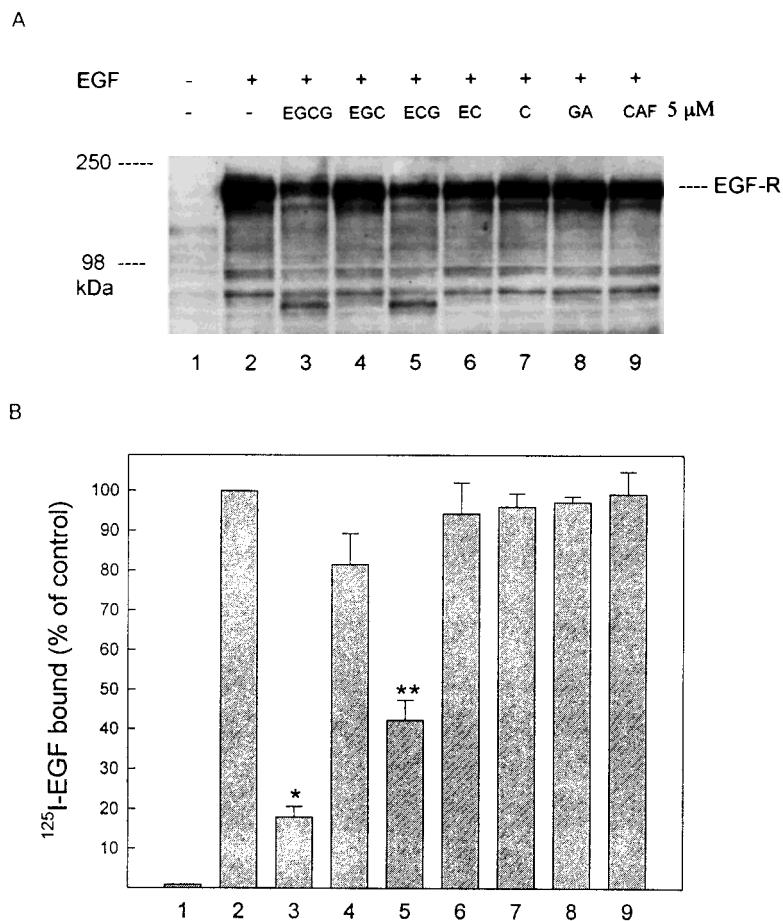 A
EGF - + + + + + + + +
- - EGCG EGC ECG EC C GA CAF 5 μM
250 -----
---- EGF-R
98 ----
kDa
1 2 3 4 5 6 7 8 9
B
125I-EGF bound (% of control)
100
90
80
70
60
50
40
30
20
10
*
**
1 2 3 4 5 6 7 8 9